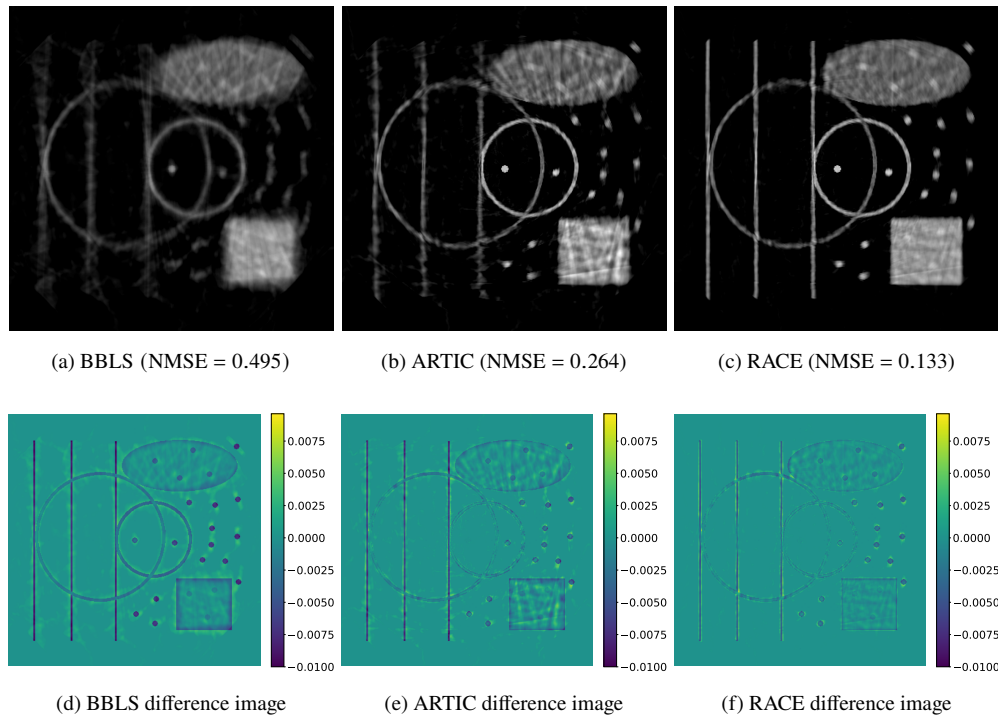 (a) BBLS (NMSE = 0.495) (b) ARTIC (NMSE = 0.264) (c) RACE (NMSE = 0.133)
0.0075 0.0075 0.0075
0.0050 0.0050 0.0050
0.0025 0.0025 0.0025
0.0000 0.0000 0.0000
−0.0025 −0.0025 −0.0025
−0.0050 −0.0050 −0.0050
−0.0075 −0.0075 −0.0075
−0.0100 −0.0100 −0.0100
(d) BBLS difference image (e) ARTIC difference image (f) RACE difference image